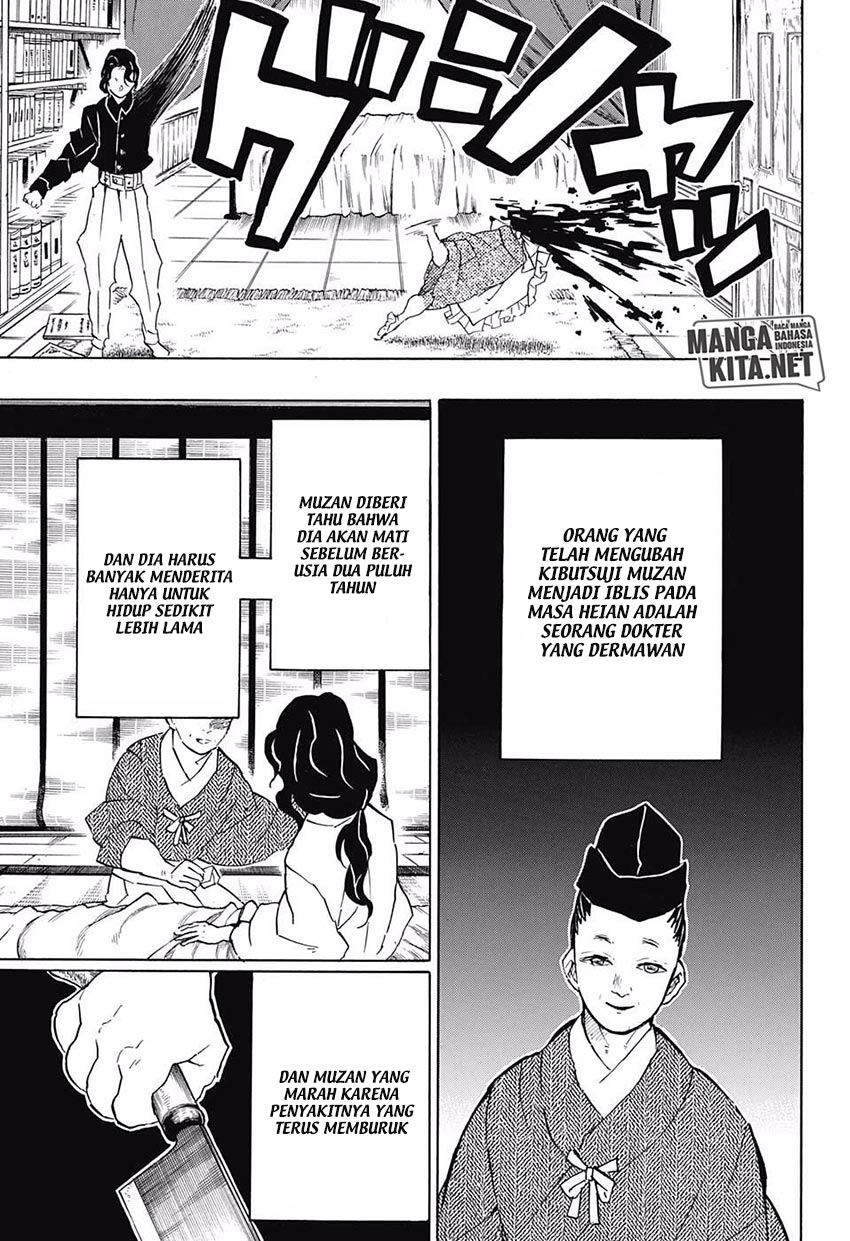 グシャッ
MANGA
KITA.NET
BACA MANGA
BAHASA
INDONESIA
ORANG YANG
TELAH MENGUBAH
KIBUTSUJI MUZAN
MENJADI IBLIS PADA
MASA HEIAN ADALAH
SEORANG DOKTER
YANG DERMAWAN
MUZAN DIBERI
TAHU BAHWA
DIA AKAN MATI
SEBELUM BER-
USIA DUA PULUH
TAHUN
DAN DIA HARUS
BANYAK MENDERITA
HANYA UNTUK
HIDUP SEDIKIT
LEBIH LAMA
DAN MUZAN YANG
MARAH KARENA
PENYAKITNYA YANG
TERUS MEMBURUK